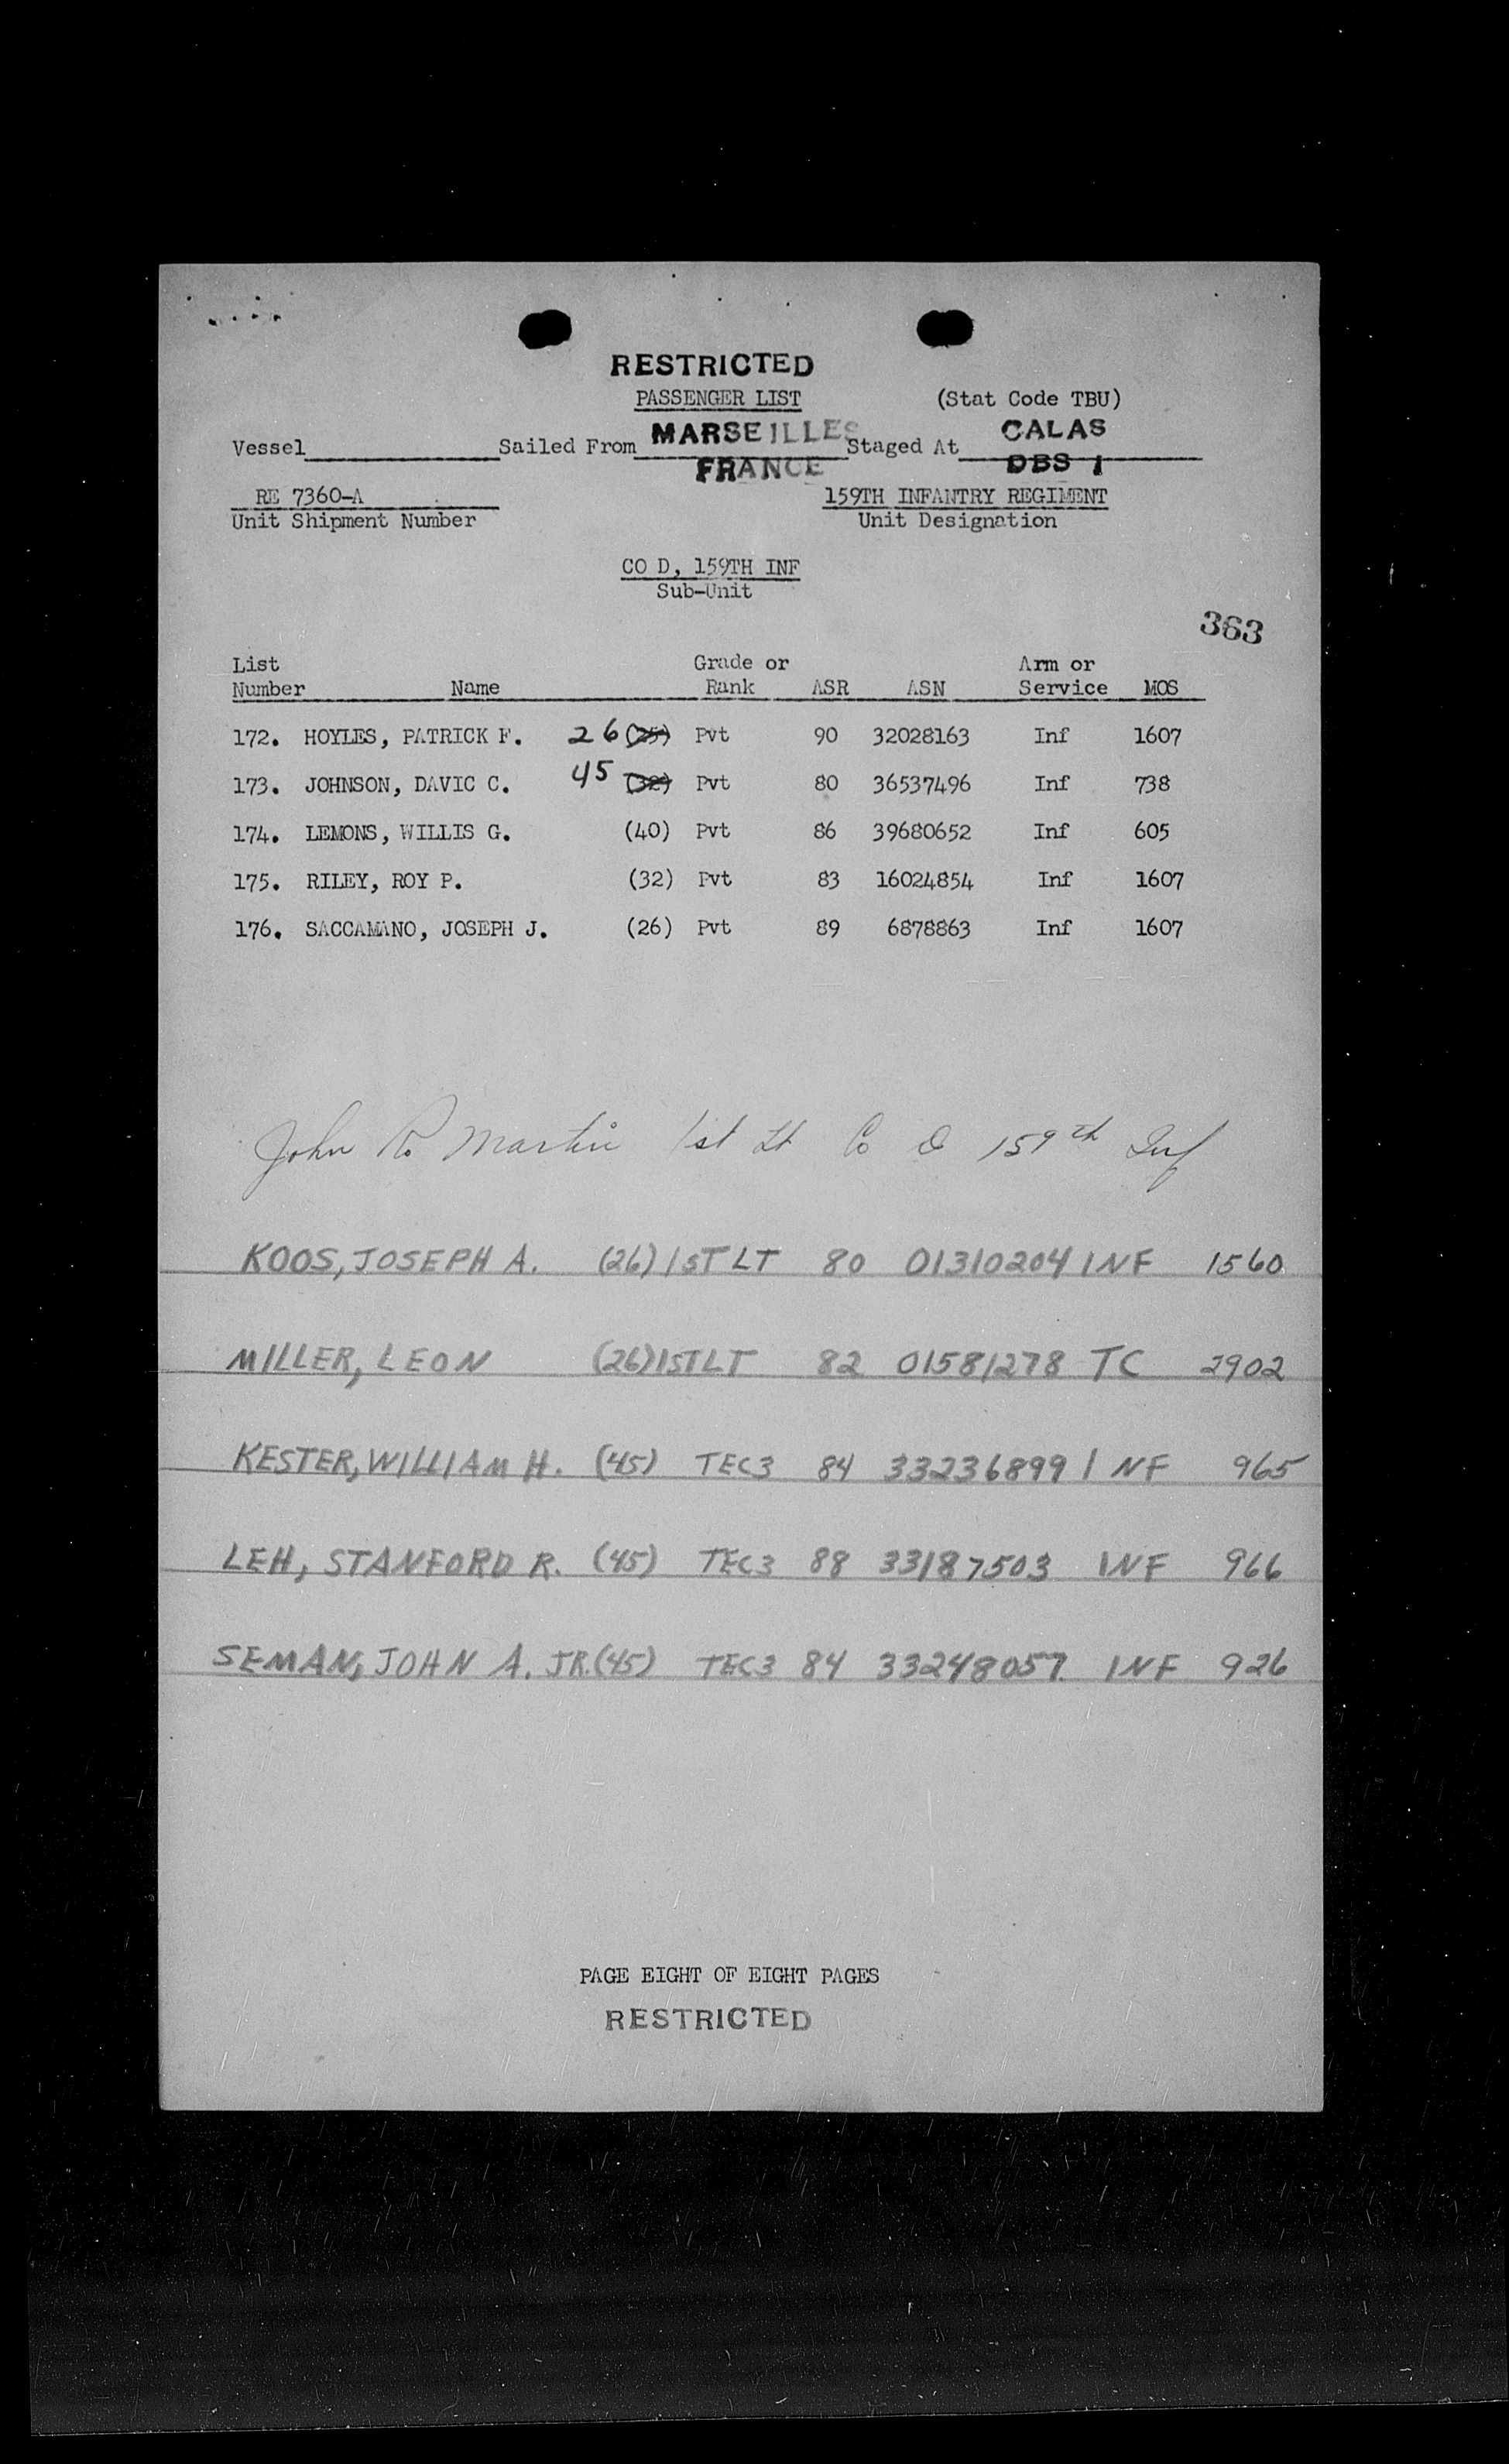 RESTRICTED
PASSENGER LIST (Stat Code TBU)
Vessel Sailed From MARSEILLES FRANCE Staged At CALAS DBS 1
RE 7360-A 159TH INFANTRY REGIMENT
Unit Shipment Number Unit Designation
CO D, 159TH INF
Sub-Unit
363
List Grade or Arm or
Number Name Rank ASR ASN Service MOS
172. HOYLES, PATRICK F. 26 (25) Pvt 90 32028163 Inf 1607
173. JOHNSON, DAVIC C. 45 (32) Pvt 80 36537496 Inf 738
174. LEMONS, WILLIS G. (40) Pvt 86 39680652 Inf 605
175. RILEY, ROY P. (32) Pvt 83 16024854 Inf 1607
176. SACCAMANO, JOSEPH J. (26) Pvt 89 6878863 Inf 1607
John R. Martin 1st Lt Co D 159th Inf
KOOS, JOSEPH A. (26) 1ST LT 80 01310204 INF 1560
MILLER, LEON (26) 1ST LT 82 01581278 TC 2902
KESTER, WILLIAM H. (45) TEC3 84 33236899 INF 965
LEH, STANFORD R. (45) TEC3 88 33187503 INF 966
SEMAN, JOHN A. JR. (45) TEC3 84 33248057 INF 926
PAGE EIGHT OF EIGHT PAGES
RESTRICTED